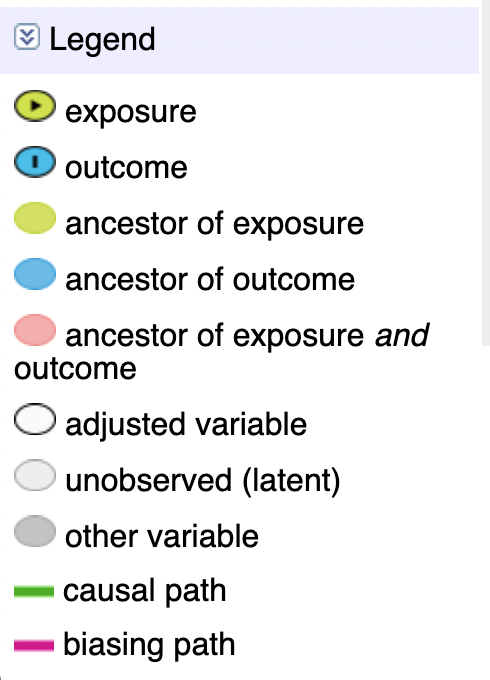 Legend
exposure
outcome
ancestor of exposure
ancestor of outcome
ancestor of exposure and
outcome
adjusted variable
unobserved (latent)
other variable
causal path
biasing path